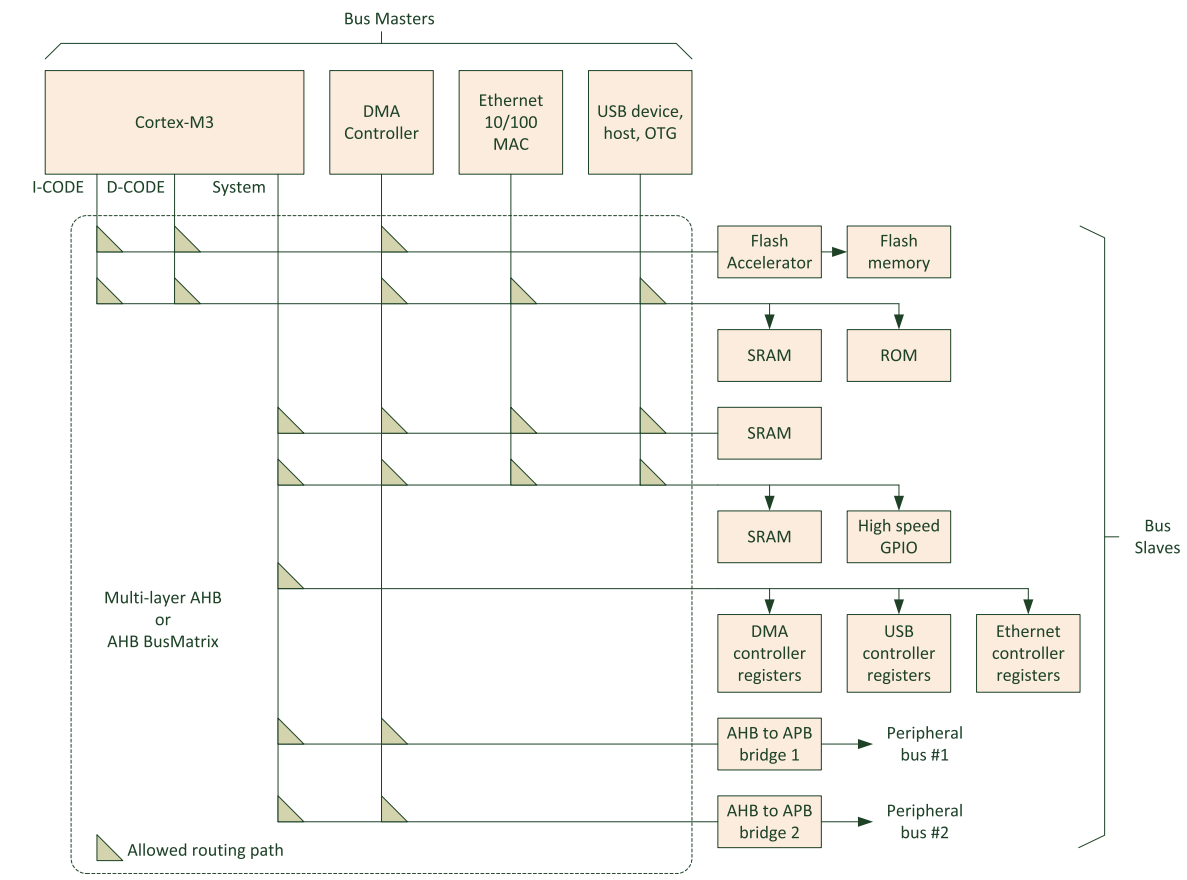 Bus Masters
Cortex-M3
DMA
Controller
Ethernet
10/100
MAC
USB device,
host, OTG
I-CODE
D-CODE
System
Flash
Accelerator
Flash
memory
SRAM
ROM
SRAM
SRAM
High speed
GPIO
Bus
Slaves
Multi-layer AHB
or
AHB BusMatrix
DMA
controller
registers
USB
controller
registers
Ethernet
controller
registers
AHB to APB
bridge 1
Peripheral
bus #1
AHB to APB
bridge 2
Peripheral
bus #2
Allowed routing path